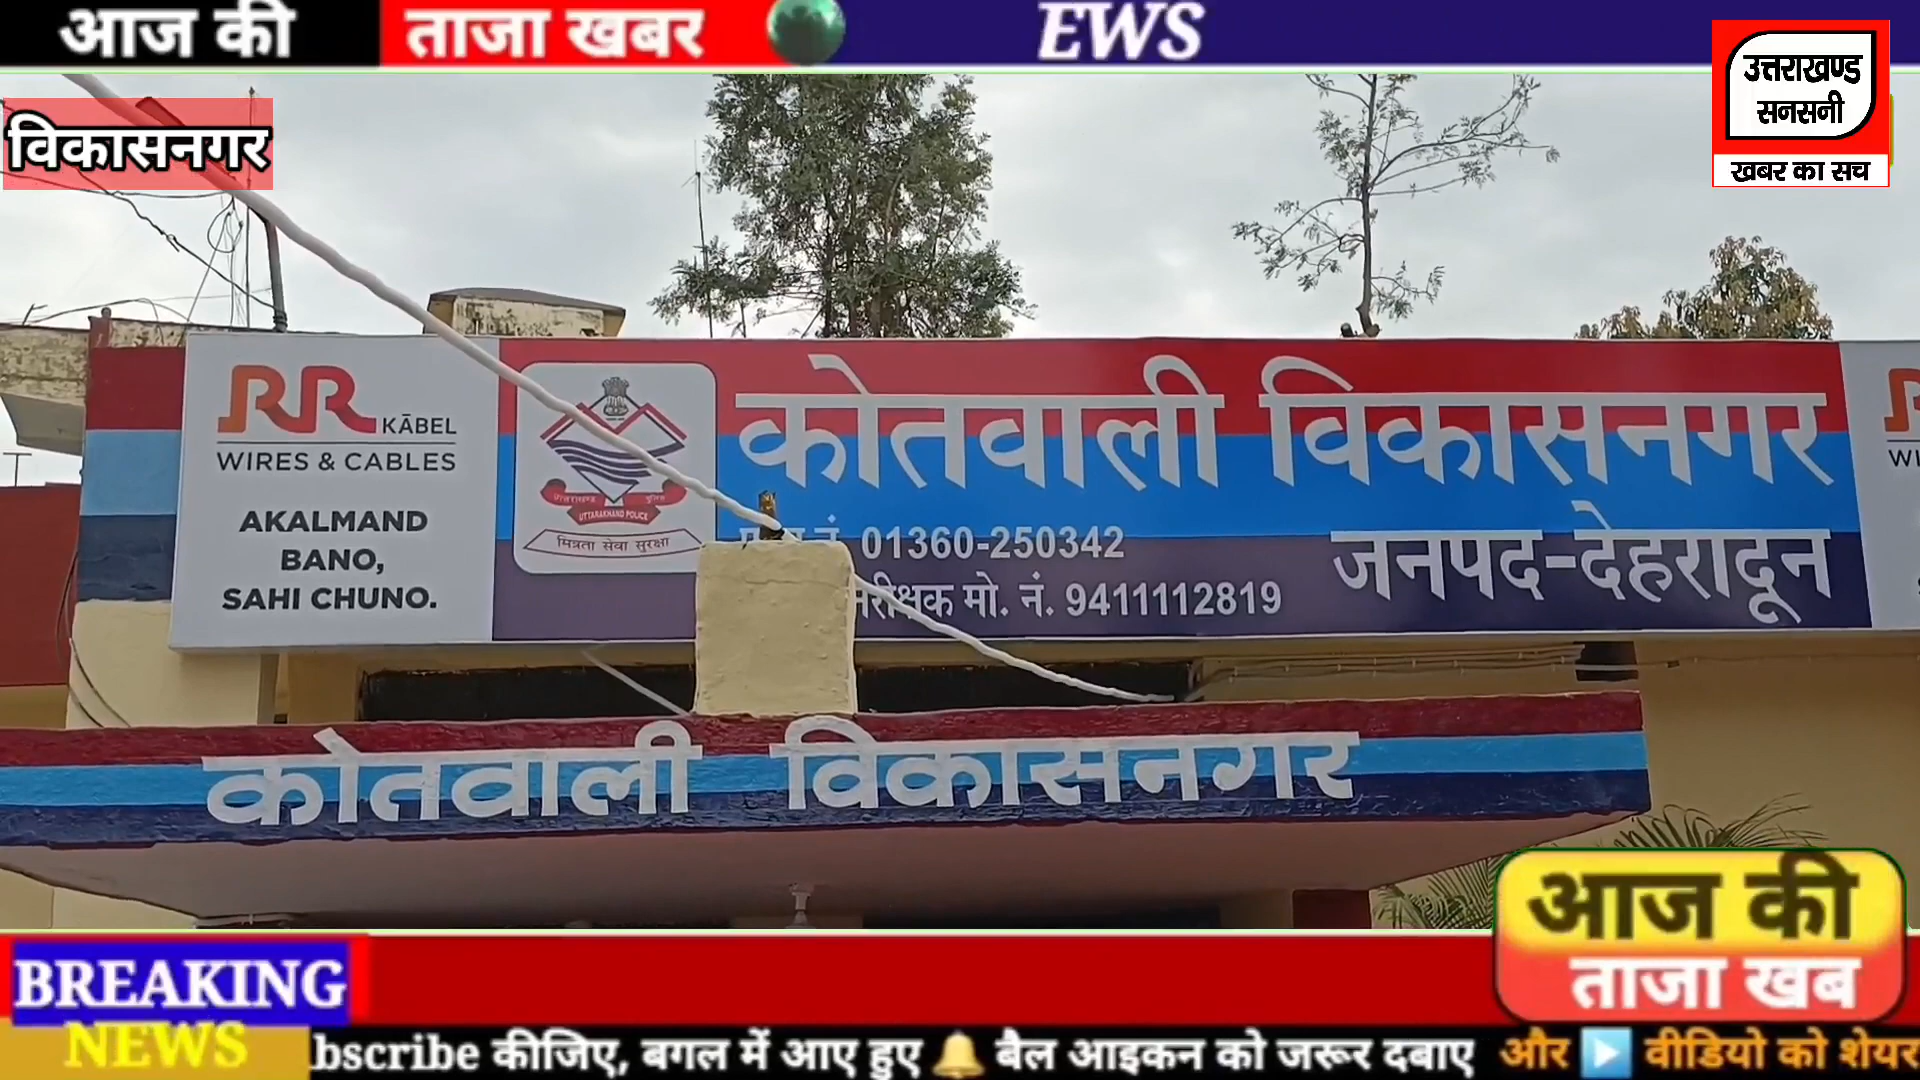 आज की ताजा खबर
EWS
उत्तराखण्ड
सनसनी
खबर का सच
विकासनगर
RR KĀBEL
WIRES & CABLES
AKALMAND
BANO,
SAHI CHUNO.
UTTARAKHAND POLICE
मित्रता सेवा सुरक्षा
कोतवाली विकासनगर
नं. 01360-250342
मो. नं. 9411112819
जनपद-देहरादून
कोतवाली विकासनगर
आज की
ताजा खब
BREAKING
NEWS
bscribe कीजिए, बगल में आए हुए 🔔 बैल आइकन को जरूर दबाए और ▶️ वीडियो को शेयर